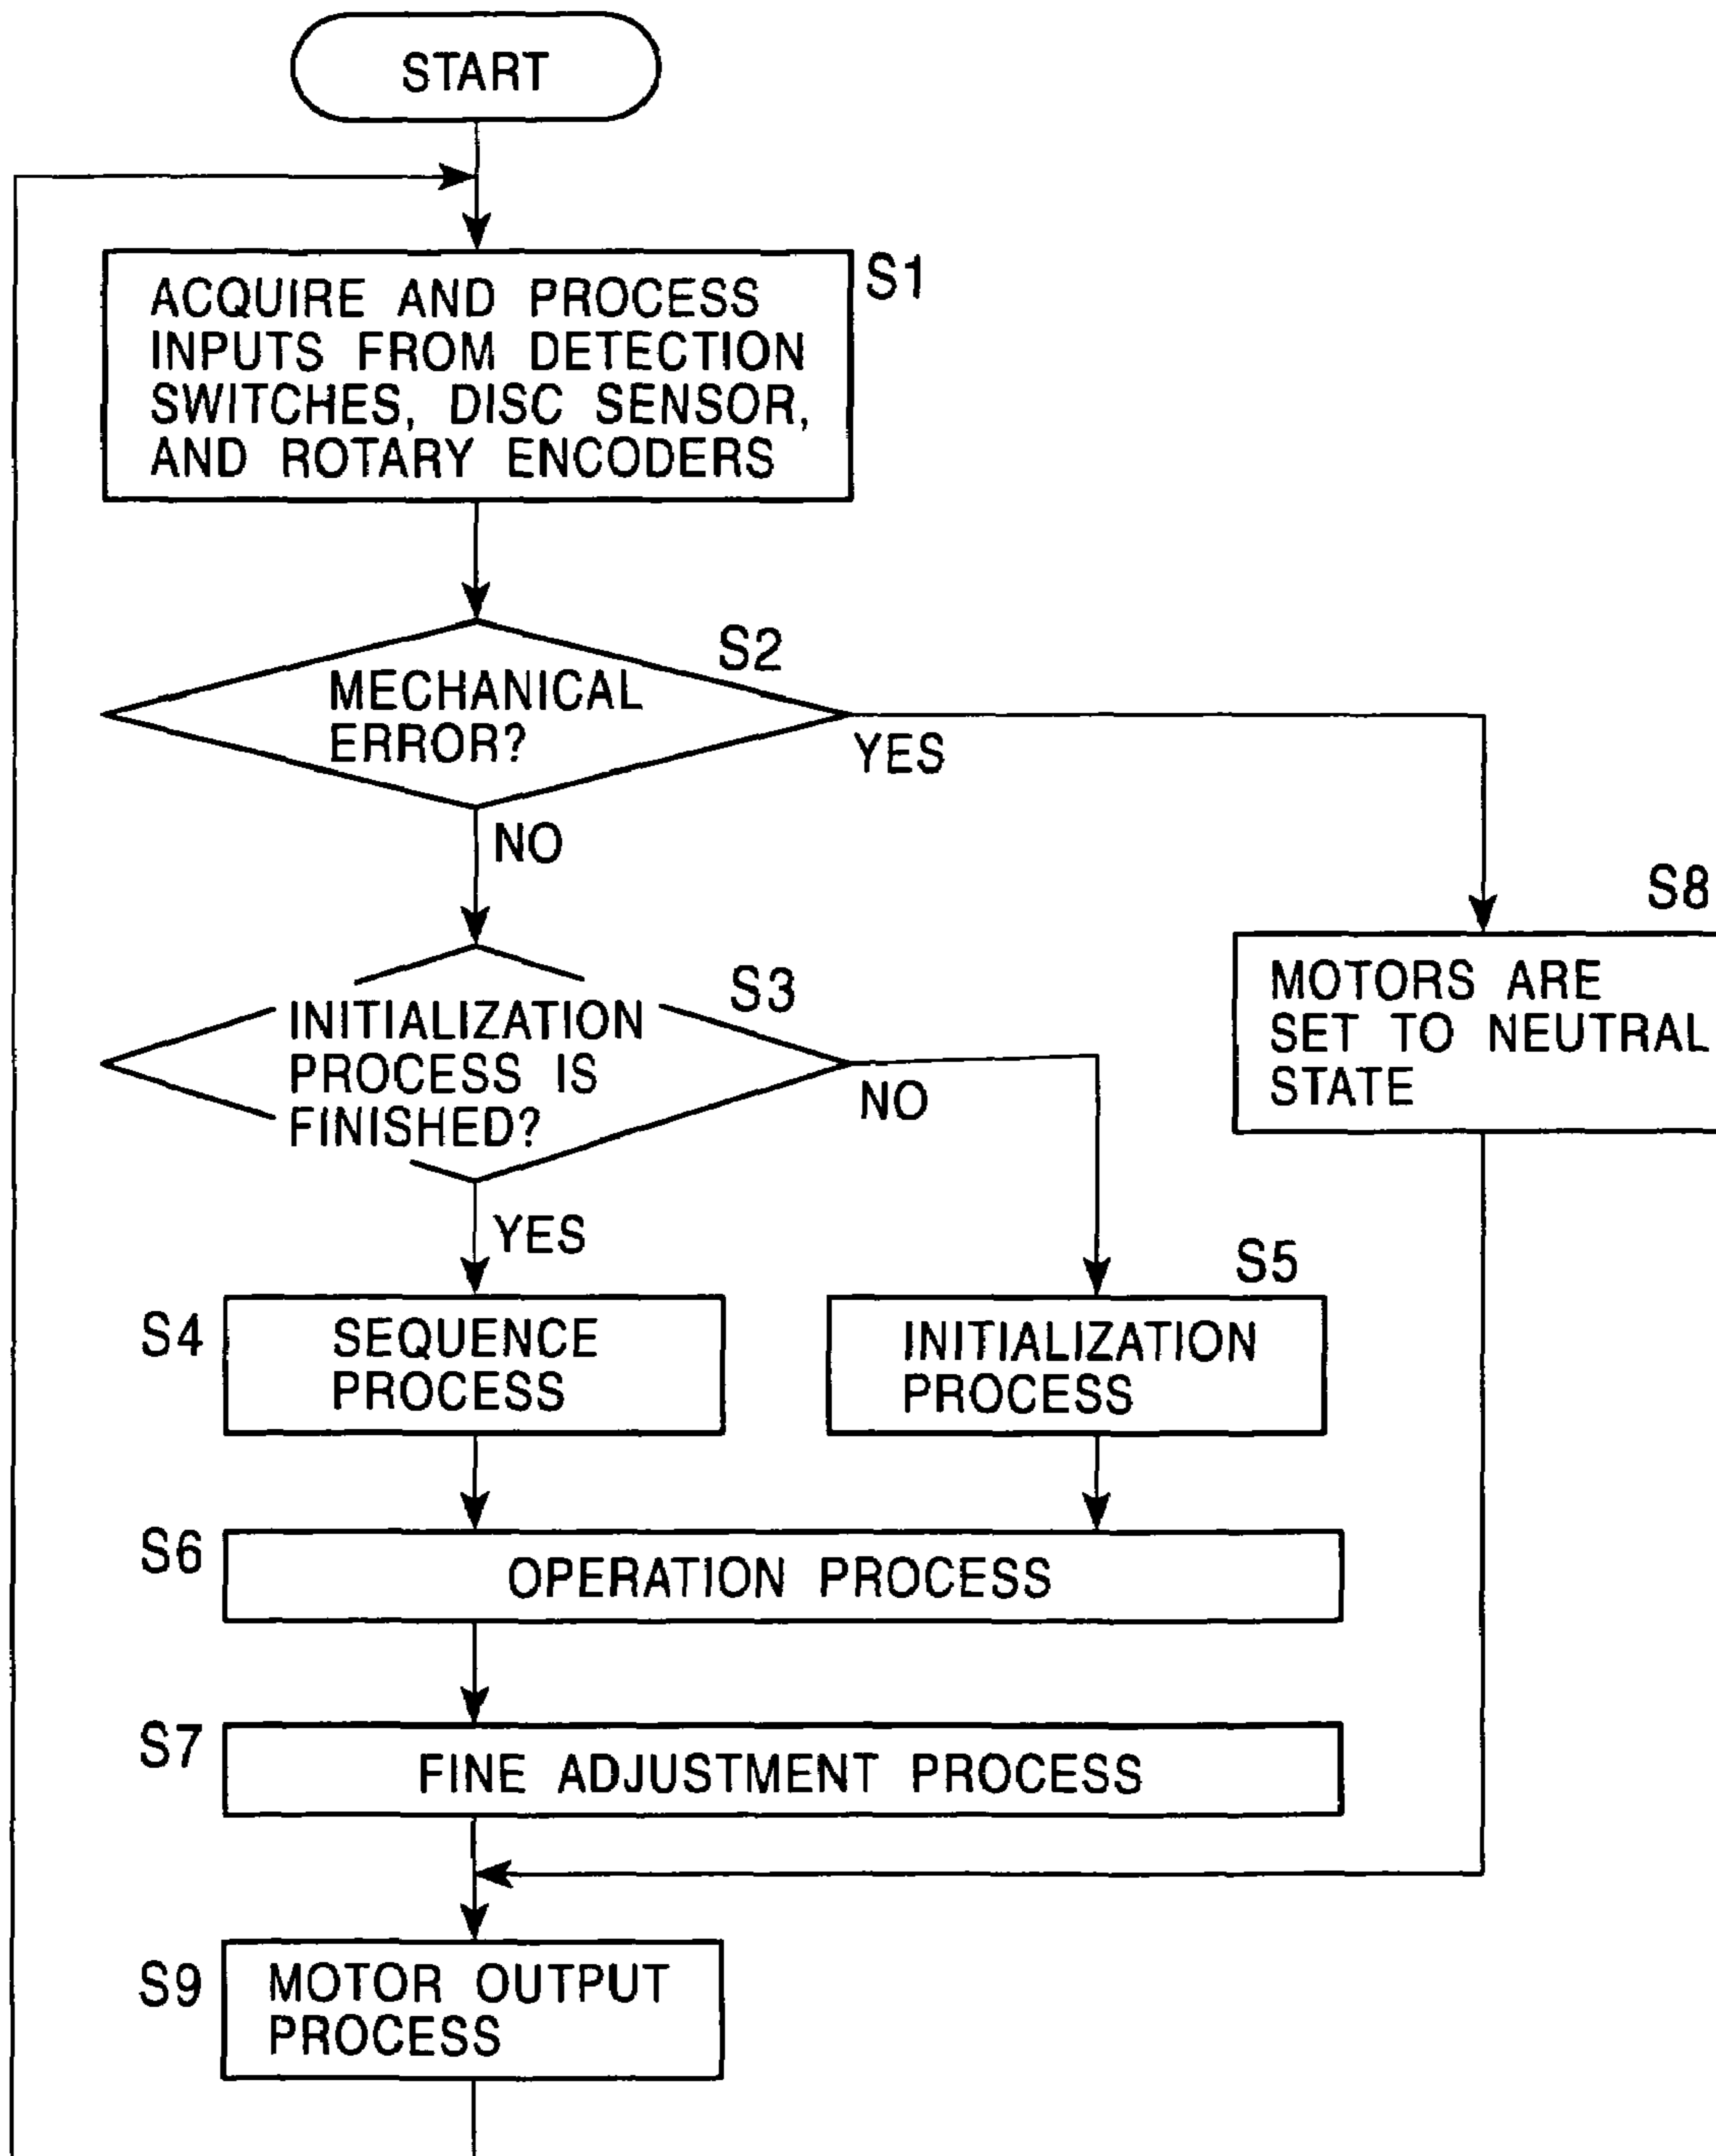 START
S1
ACQUIRE AND PROCESS
INPUTS FROM DETECTION
SWITCHES, DISC SENSOR,
AND ROTARY ENCODERS
S2
MECHANICAL
ERROR?
YES
NO
S8
MOTORS ARE
SET TO NEUTRAL
STATE
S3
INITIALIZATION
PROCESS IS
FINISHED?
NO
YES
S4
SEQUENCE
PROCESS
S5
INITIALIZATION
PROCESS
S6
OPERATION PROCESS
S7
FINE ADJUSTMENT PROCESS
S9
MOTOR OUTPUT
PROCESS